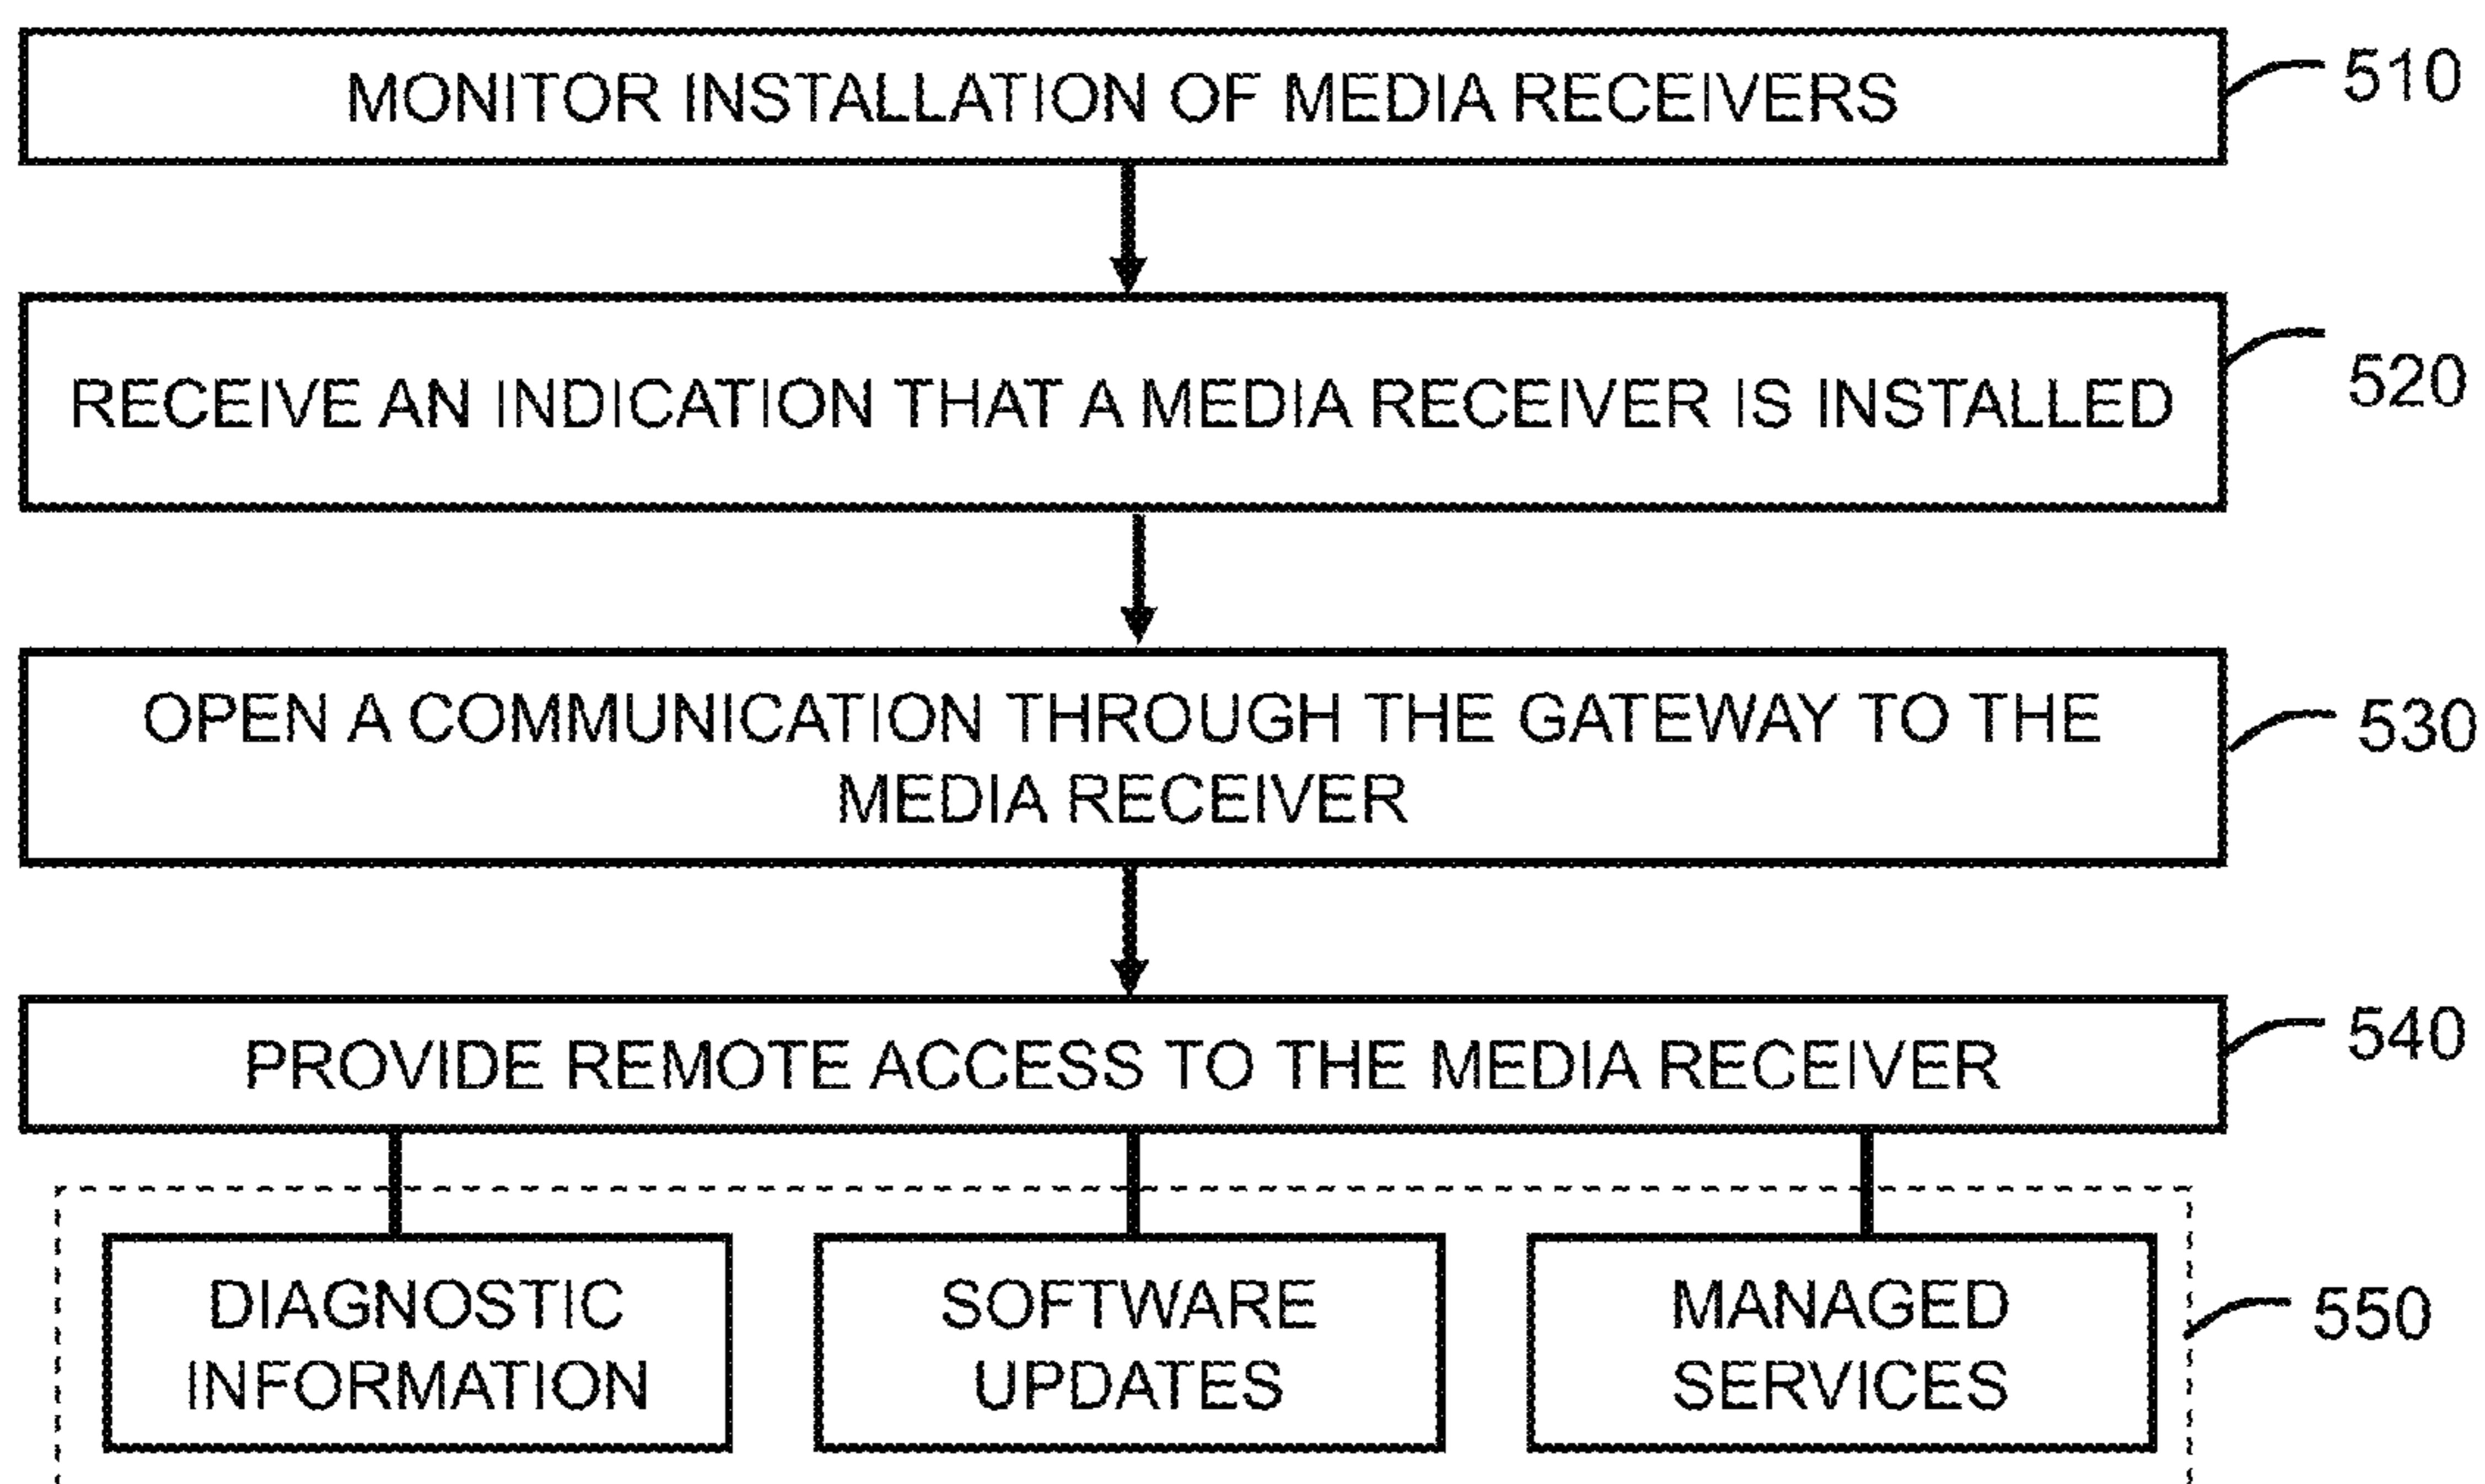 MONITOR INSTALLATION OF MEDIA RECEIVERS
510
RECEIVE AN INDICATION THAT A MEDIA RECEIVER IS INSTALLED
520
OPEN A COMMUNICATION THROUGH THE GATEWAY TO THE
MEDIA RECEIVER
530
PROVIDE REMOTE ACCESS TO THE MEDIA RECEIVER
540
DIAGNOSTIC
INFORMATION
SOFTWARE
UPDATES
MANAGED
SERVICES
550